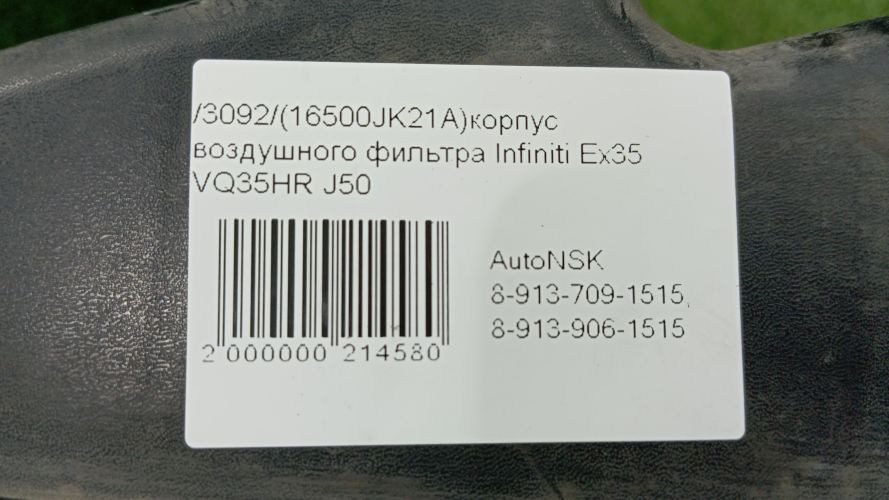 /3092/(16500JK21A)корпус
воздушного фильтра Infiniti Ex35
VQ35HR J50
AutoNSK
8-913-709-1515,
8-913-906-1515
2 000000 214580